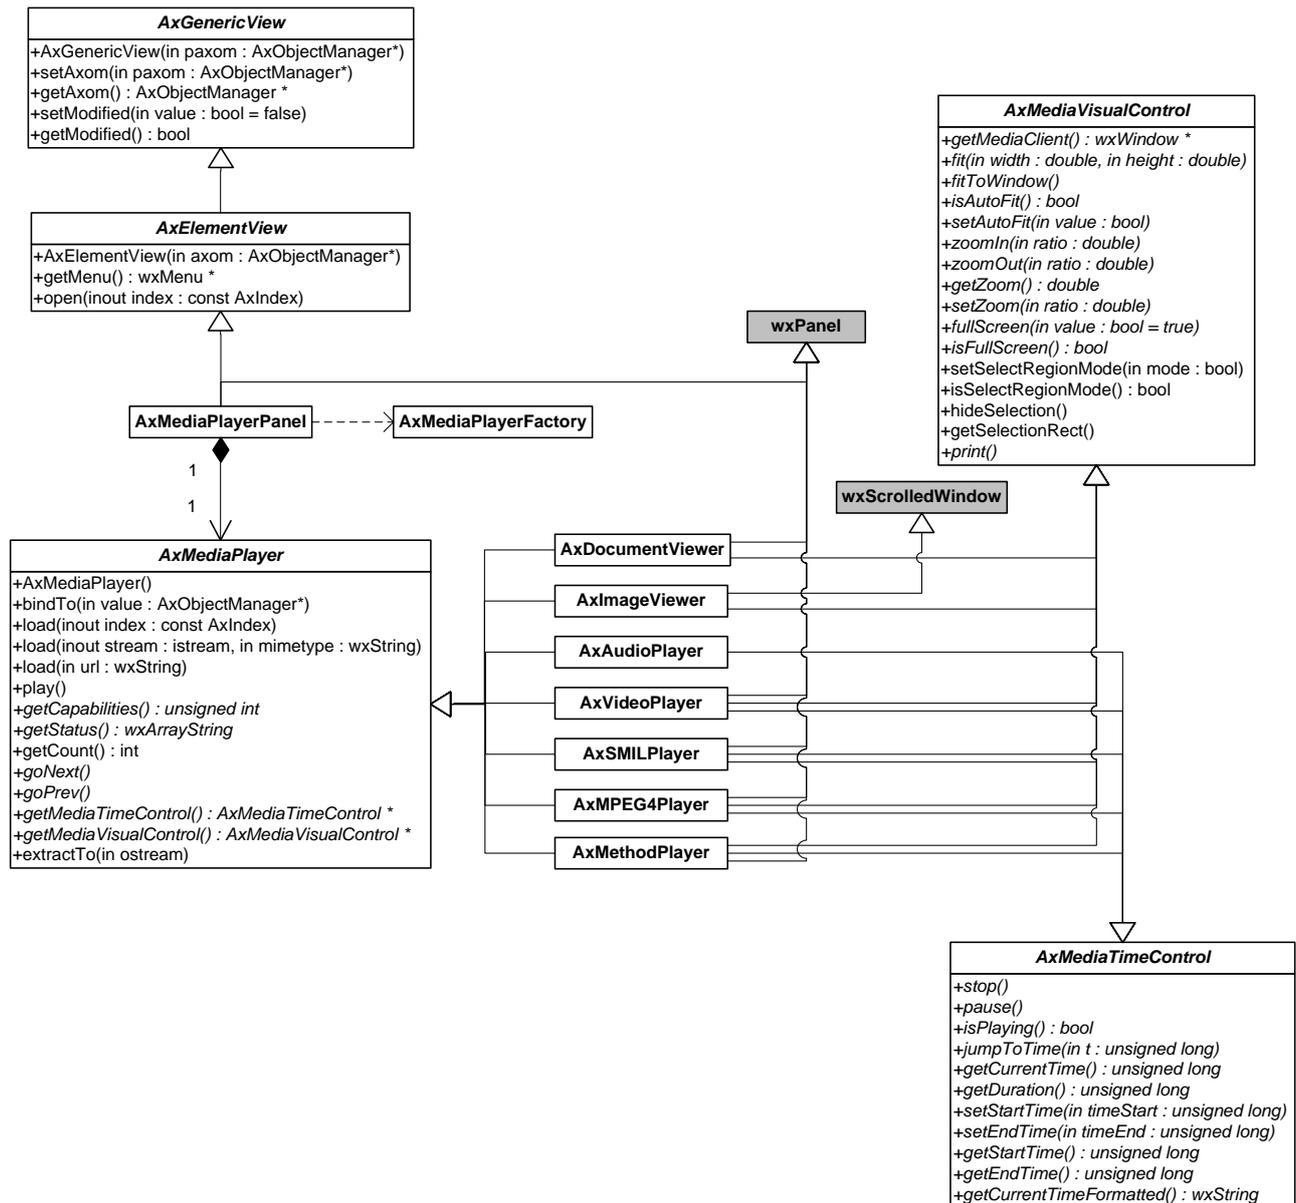 AxGenericView
+AxGenericView(in paxom : AxObjectManager*)
+setAxom(in paxom : AxObjectManager*)
+getAxom() : AxObjectManager *
+setModified(in value : bool = false)
+getModified() : bool
AxElementView
+AxElementView(in axom : AxObjectManager*)
+getMenu() : wxMenu *
+open(inout index : const AxIndex)
AxMediaVisualControl
+getMediaClient() : wxWindow *
+fit(in width : double, in height : double)
+fitToWindow()
+isAutoFit() : bool
+setAutoFit(in value : bool)
+zoomIn(in ratio : double)
+zoomOut(in ratio : double)
+getZoom() : double
+setZoom(in ratio : double)
+fullScreen(in value : bool = true)
+isFullScreen() : bool
+setSelectRegionMode(in mode : bool)
+isSelectRegionMode() : bool
+hideSelection()
+getSelectionRect()
+print()
wxPanel
AxMediaPlayerPanel
AxMediaPlayerFactory
1
1
wxScrolledWindow
AxMediaPlayer
+AxMediaPlayer()
+bindTo(in value : AxObjectManager*)
+load(inout index : const AxIndex)
+load(inout stream : istream, in mimetype : wxString)
+load(in url : wxString)
+play()
+getCapabilities() : unsigned int
+getStatus() : wxArrayString
+getCount() : int
+goNext()
+goPrev()
+getMediaTimeControl() : AxMediaTimeControl *
+getMediaVisualControl() : AxMediaVisualControl *
+extractTo(in ostream)
AxDocumentViewer
AxImageViewer
AxAudioPlayer
AxVideoPlayer
AxSMILPlayer
AxMPEG4Player
AxMethodPlayer
AxMediaTimeControl
+stop()
+pause()
+isPlaying() : bool
+jumpToTime(in t : unsigned long)
+getCurrentTime() : unsigned long
+getDuration() : unsigned long
+setStartTime(in timeStart : unsigned long)
+setEndTime(in timeEnd : unsigned long)
+getStartTime() : unsigned long
+getEndTime() : unsigned long
+getCurrentTimeFormatted() : wxString